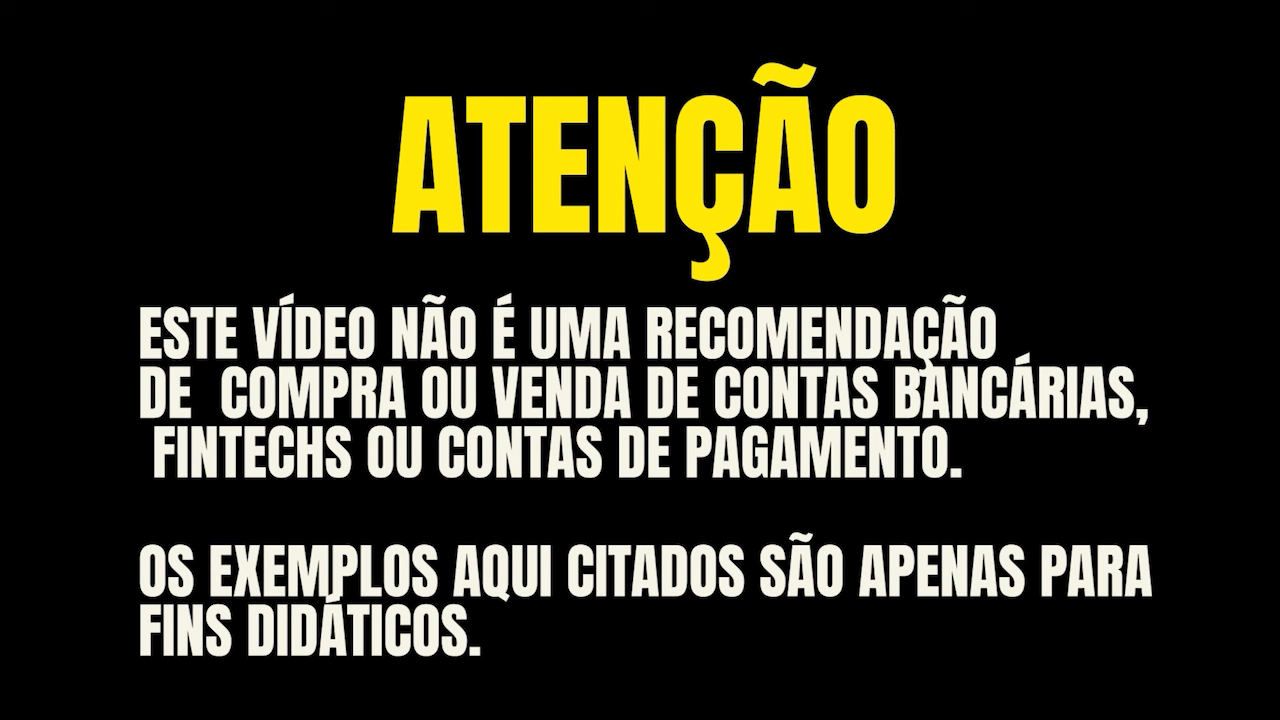 ATENÇÃO
ESTE VÍDEO NÃO É UMA RECOMENDAÇÃO
DE COMPRA OU VENDA DE CONTAS BANCÁRIAS,
FINTECHS OU CONTAS DE PAGAMENTO.
OS EXEMPLOS AQUI CITADOS SÃO APENAS PARA
FINS DIDÁTICOS.